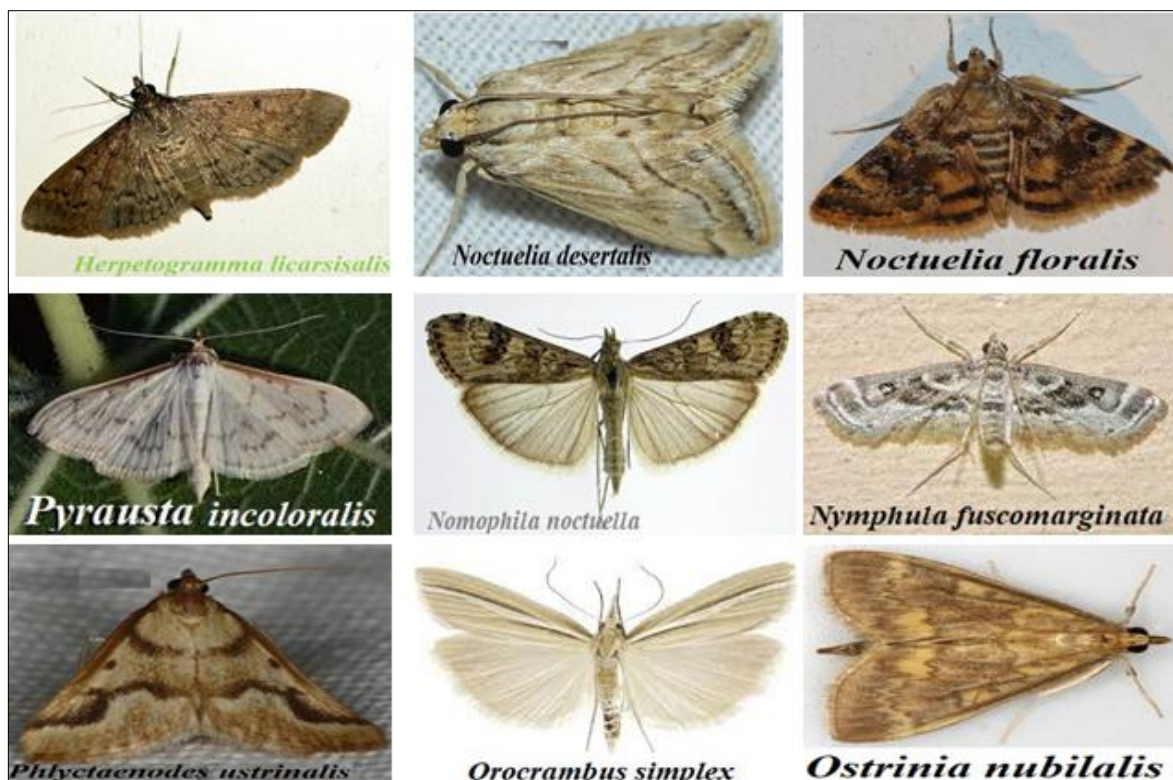 Herpetogramma licarsisalis
Noctuelia desertalis
Noctuelia floralis
Pyrausta incoloralis
Nomophila noctuella
Nymphula fuscomarginata
Phlyctaenodes ustrinalis
Orocrambus simplex
Ostrinia nubilalis